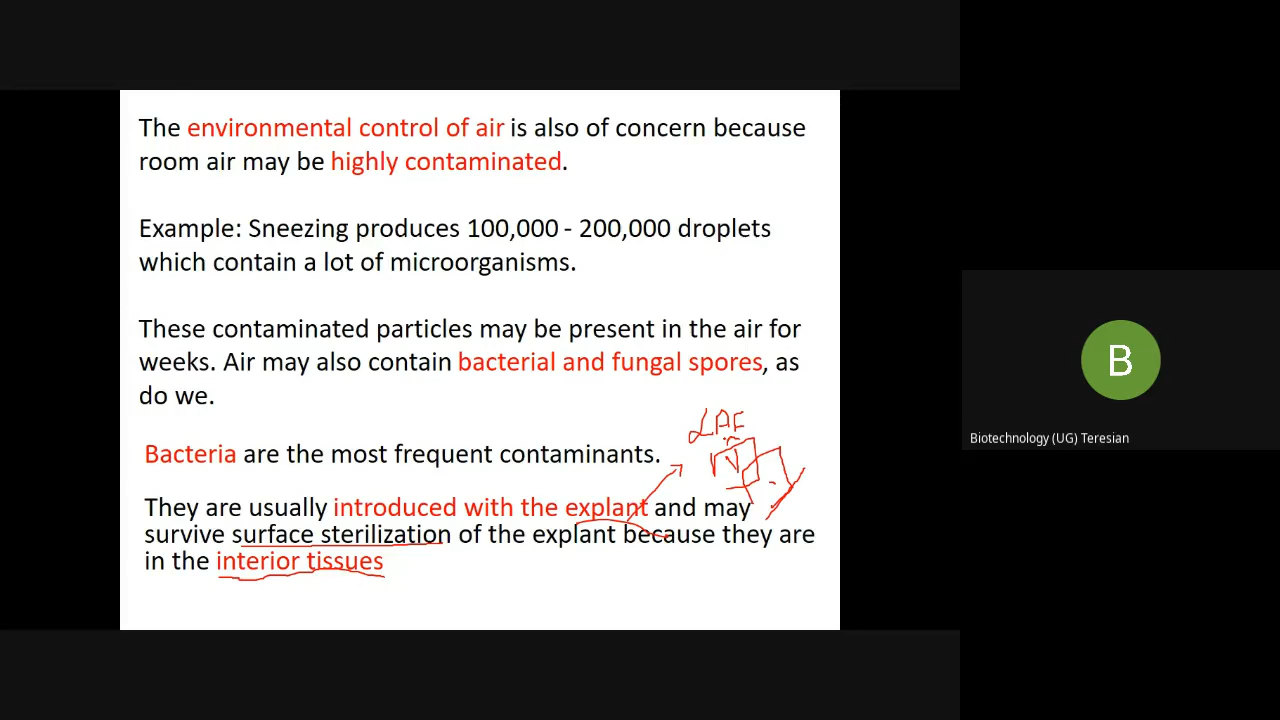 The environmental control of air is also of concern because
room air may be highly contaminated.
Example: Sneezing produces 100,000 - 200,000 droplets
which contain a lot of microorganisms.
These contaminated particles may be present in the air for
weeks. Air may also contain bacterial and fungal spores, as
do we.
LAF
Bacteria are the most frequent contaminants.
They are usually introduced with the explant and may
survive surface sterilization of the explant because they are
in the interior tissues
B
Biotechnology (UG) Teresian